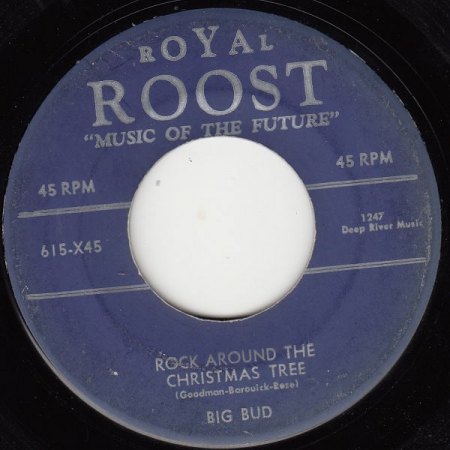 ROYAL
ROOST
"MUSIC OF THE FUTURE"
45 RPM
45 RPM
615-X45
1247
Deep River Music
ROCK AROUND THE
CHRISTMAS TREE
(Goodman-Barouick-Rose)
BIG BUD